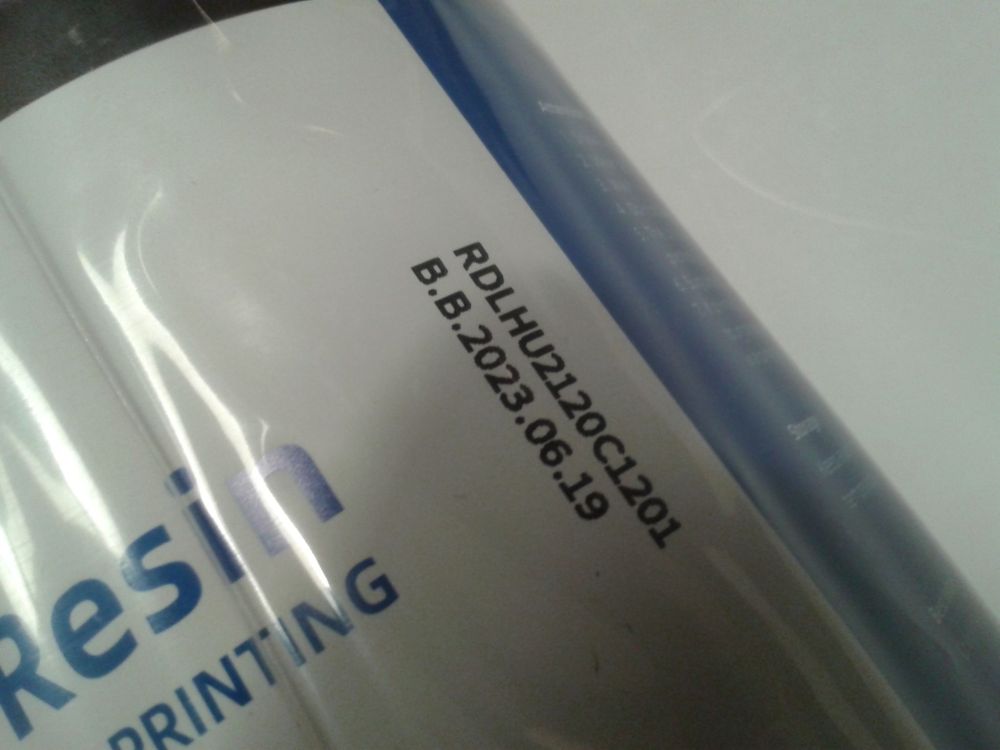 RDLHU2120C1201
B.B.2023.06.19
Resin
PRINTING